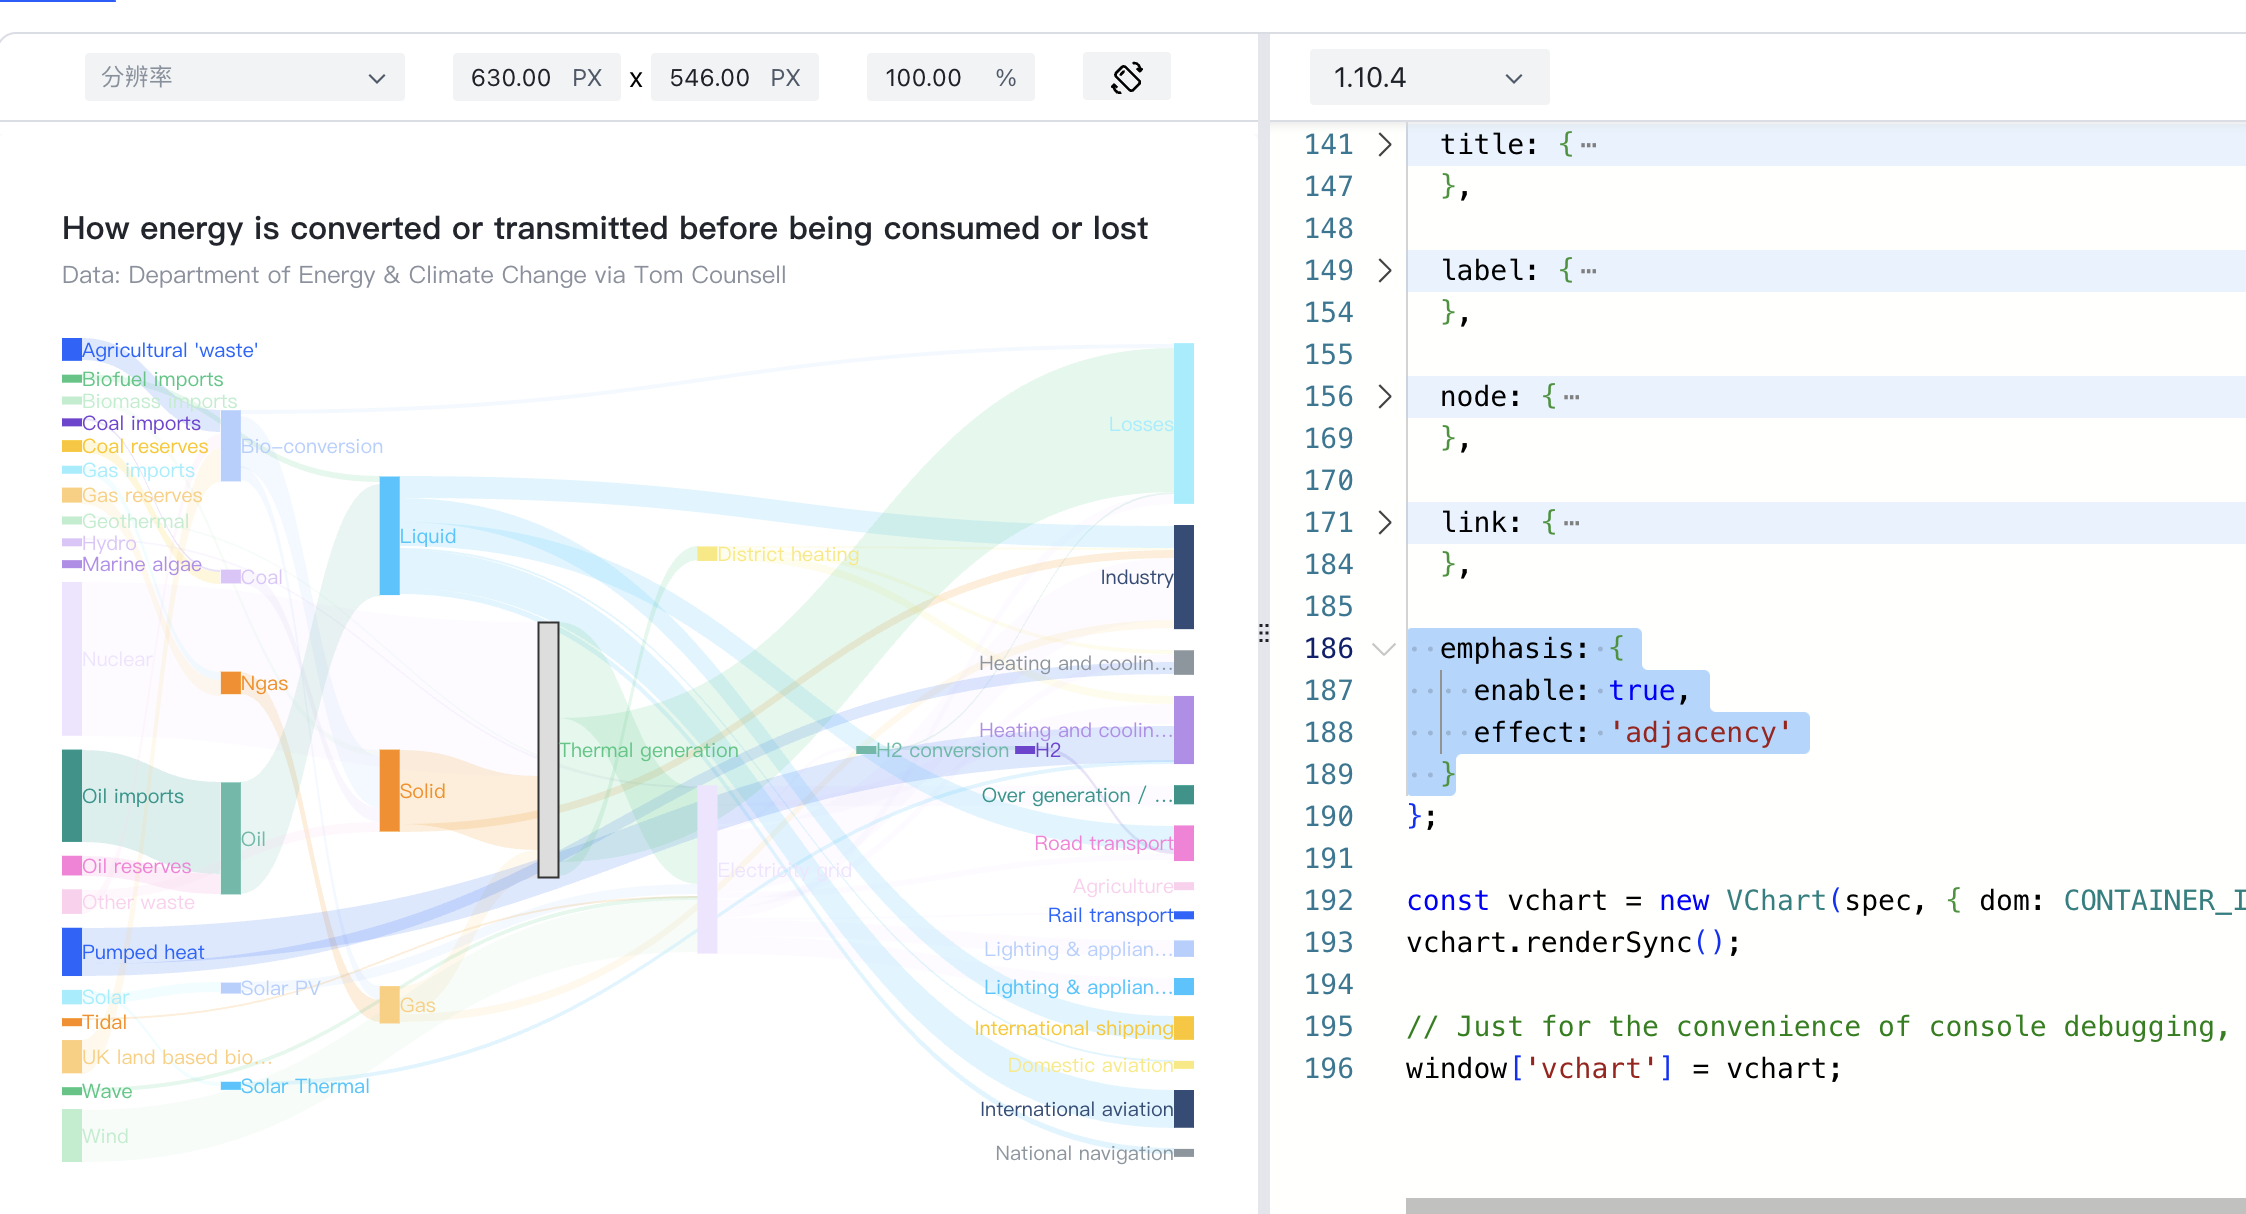 分辨率
630.00 PX x 546.00 PX
100.00 %
1.10.4
How energy is converted or transmitted before being consumed or lost
Data: Department of Energy & Climate Change via Tom Counsell
Agricultural 'waste'
Biofuel imports
Biomass imports
Coal imports
Coal reserves
Gas imports
Gas reserves
Geothermal
Hydro
Marine algae
Nuclear
Oil imports
Oil reserves
Other waste
Pumped heat
Solar
Tidal
UK land based bio...
Wave
Wind
Bio-conversion
Coal
Ngas
Oil
Solar PV
Solar Thermal
Liquid
Solid
Gas
Thermal generation
District heating
Electricity grid
H2 conversion
H2
Losses
Industry
Heating and coolin...
Heating and coolin...
Over generation / ...
Road transport
Agriculture
Rail transport
Lighting & applian...
Lighting & applian...
International shipping
Domestic aviation
International aviation
National navigation
141 title: {…
147 },
148
149 label: {…
154 },
155
156 node: {…
169 },
170
171 link: {…
184 },
185
186 emphasis: {
187 enable: true,
188 effect: 'adjacency'
189 }
190 };
191
192 const vchart = new VChart(spec, { dom: CONTAINER_I
193 vchart.renderSync();
194
195 // Just for the convenience of console debugging,
196 window['vchart'] = vchart;